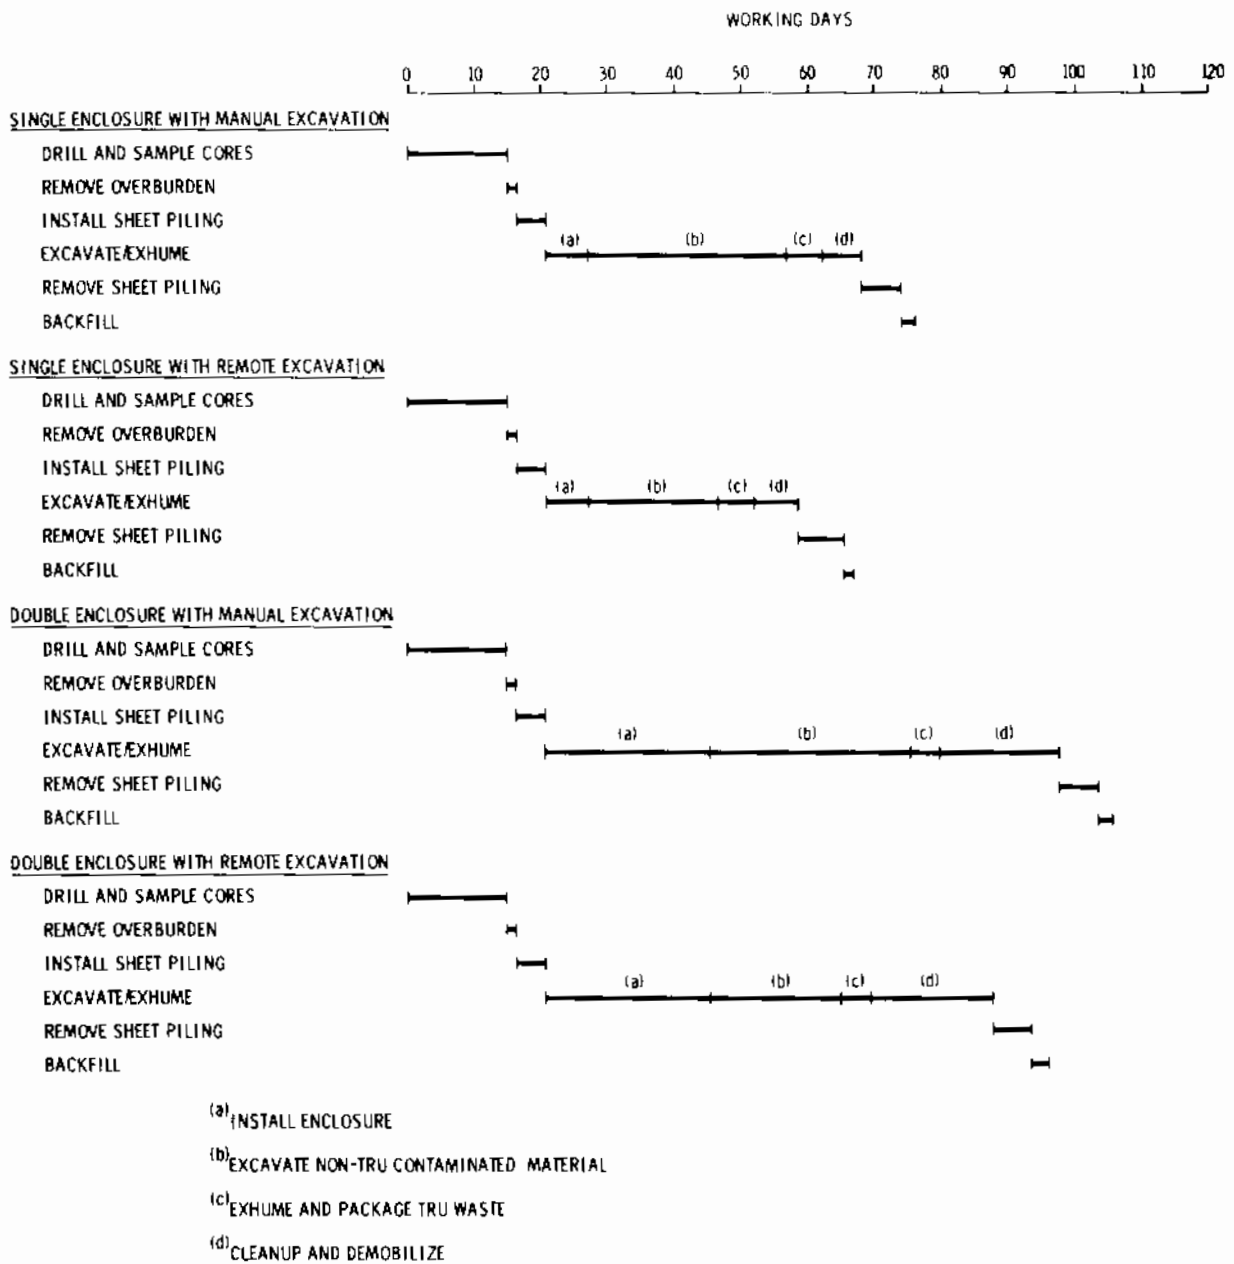 WORKING DAYS
0 10 20 30 40 50 60 70 80 90 100 110 120
SINGLE ENCLOSURE WITH MANUAL EXCAVATION
DRILL AND SAMPLE CORES
REMOVE OVERBURDEN
INSTALL SHEET PILING
(a) (b) (c) (d)
EXCAVATE/EXHUME
REMOVE SHEET PILING
BACKFILL
SINGLE ENCLOSURE WITH REMOTE EXCAVATION
DRILL AND SAMPLE CORES
REMOVE OVERBURDEN
INSTALL SHEET PILING
(a) (b) (c) (d)
EXCAVATE/EXHUME
REMOVE SHEET PILING
BACKFILL
DOUBLE ENCLOSURE WITH MANUAL EXCAVATION
DRILL AND SAMPLE CORES
REMOVE OVERBURDEN
INSTALL SHEET PILING
(a) (b) (c) (d)
EXCAVATE/EXHUME
REMOVE SHEET PILING
BACKFILL
DOUBLE ENCLOSURE WITH REMOTE EXCAVATION
DRILL AND SAMPLE CORES
REMOVE OVERBURDEN
INSTALL SHEET PILING
(a) (b) (c) (d)
EXCAVATE/EXHUME
REMOVE SHEET PILING
BACKFILL
(a) INSTALL ENCLOSURE
(b) EXCAVATE NON-TRU CONTAMINATED MATERIAL
(c) EXHUME AND PACKAGE TRU WASTE
(d) CLEANUP AND DEMOBILIZE